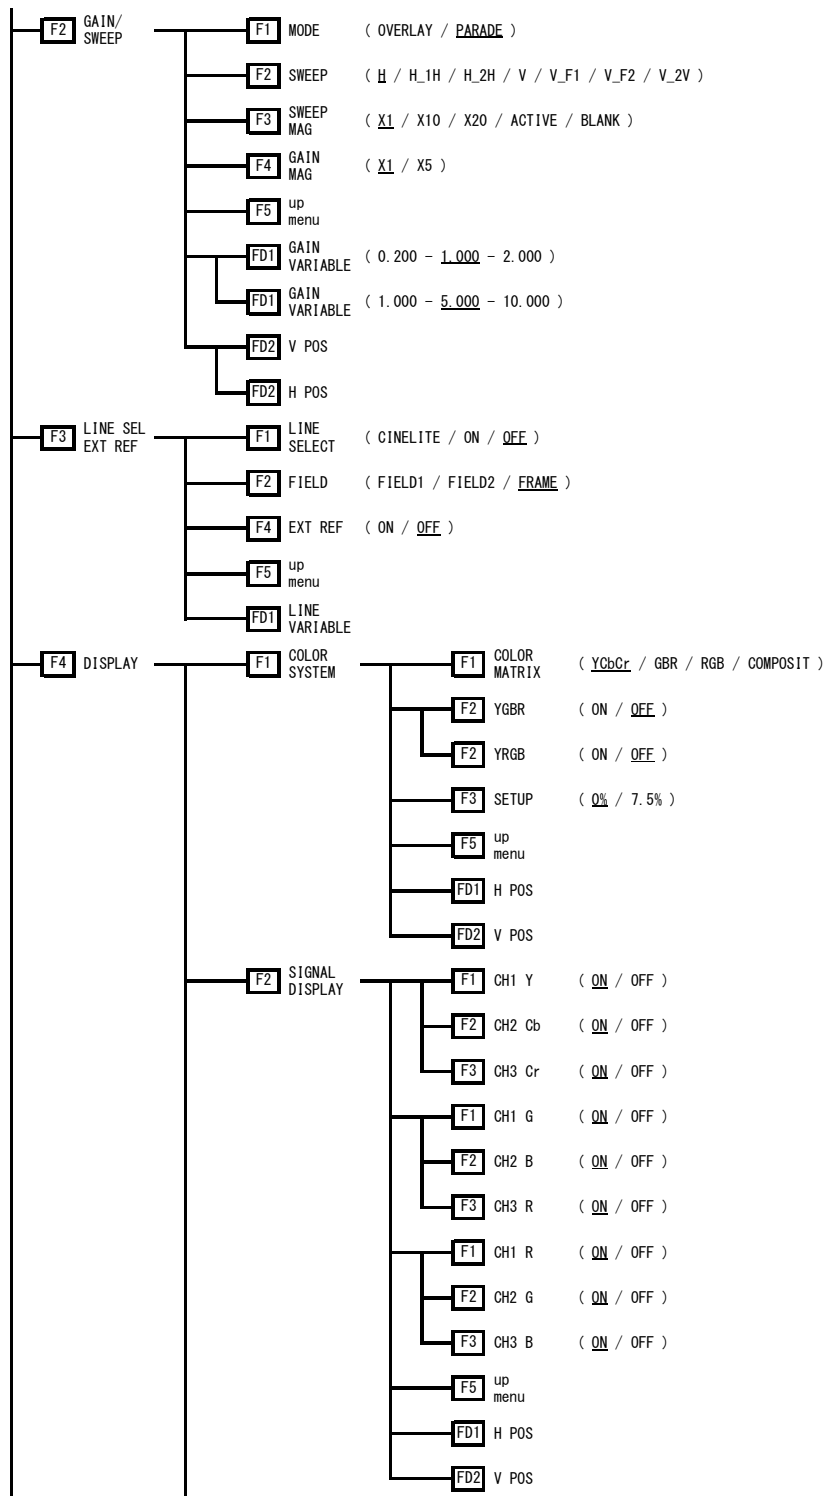 F2 GAIN/
SWEEP
F1 MODE ( OVERLAY / PARADE )
F2 SWEEP ( H / H_1H / H_2H / V / V_F1 / V_F2 / V_2V )
F3 SWEEP
MAG ( X1 / X10 / X20 / ACTIVE / BLANK )
F4 GAIN
MAG ( X1 / X5 )
F5 up
menu
FD1 GAIN
VARIABLE ( 0.200 - 1.000 - 2.000 )
FD1 GAIN
VARIABLE ( 1.000 - 5.000 - 10.000 )
FD2 V POS
FD2 H POS
F3 LINE SEL
EXT REF
F1 LINE
SELECT ( CINELITE / ON / OFF )
F2 FIELD ( FIELD1 / FIELD2 / FRAME )
F4 EXT REF ( ON / OFF )
F5 up
menu
FD1 LINE
VARIABLE
F4 DISPLAY
F1 COLOR
SYSTEM
F1 COLOR
MATRIX ( YCbCr / GBR / RGB / COMPOSIT )
F2 YGBR ( ON / OFF )
F2 YRGB ( ON / OFF )
F3 SETUP ( 0% / 7.5% )
F5 up
menu
FD1 H POS
FD2 V POS
F2 SIGNAL
DISPLAY
F1 CH1 Y ( ON / OFF )
F2 CH2 Cb ( ON / OFF )
F3 CH3 Cr ( ON / OFF )
F1 CH1 G ( ON / OFF )
F2 CH2 B ( ON / OFF )
F3 CH3 R ( ON / OFF )
F1 CH1 R ( ON / OFF )
F2 CH2 G ( ON / OFF )
F3 CH3 B ( ON / OFF )
F5 up
menu
FD1 H POS
FD2 V POS